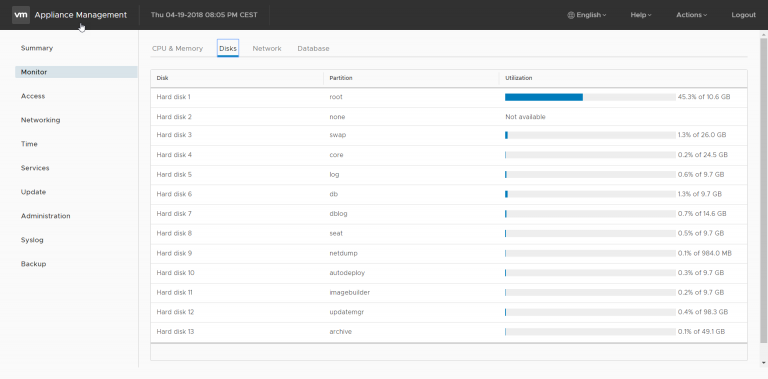 vm Appliance Management Thu 04-19-2018 08:05 PM CEST English Help Actions Logout
Summary
Monitor
Access
Networking
Time
Services
Update
Administration
Syslog
Backup
CPU & Memory Disks Network Database
Disk Partition Utilization
Hard disk 1 root 45.3% of 10.6 GB
Hard disk 2 none Not available
Hard disk 3 swap 1.3% of 26.0 GB
Hard disk 4 core 0.2% of 24.5 GB
Hard disk 5 log 0.6% of 9.7 GB
Hard disk 6 db 1.3% of 9.7 GB
Hard disk 7 dblog 0.7% of 14.6 GB
Hard disk 8 seat 0.5% of 9.7 GB
Hard disk 9 netdump 0.1% of 984.0 MB
Hard disk 10 autodeploy 0.3% of 9.7 GB
Hard disk 11 imagebuilder 0.2% of 9.7 GB
Hard disk 12 updatemgr 0.4% of 98.3 GB
Hard disk 13 archive 0.1% of 49.1 GB